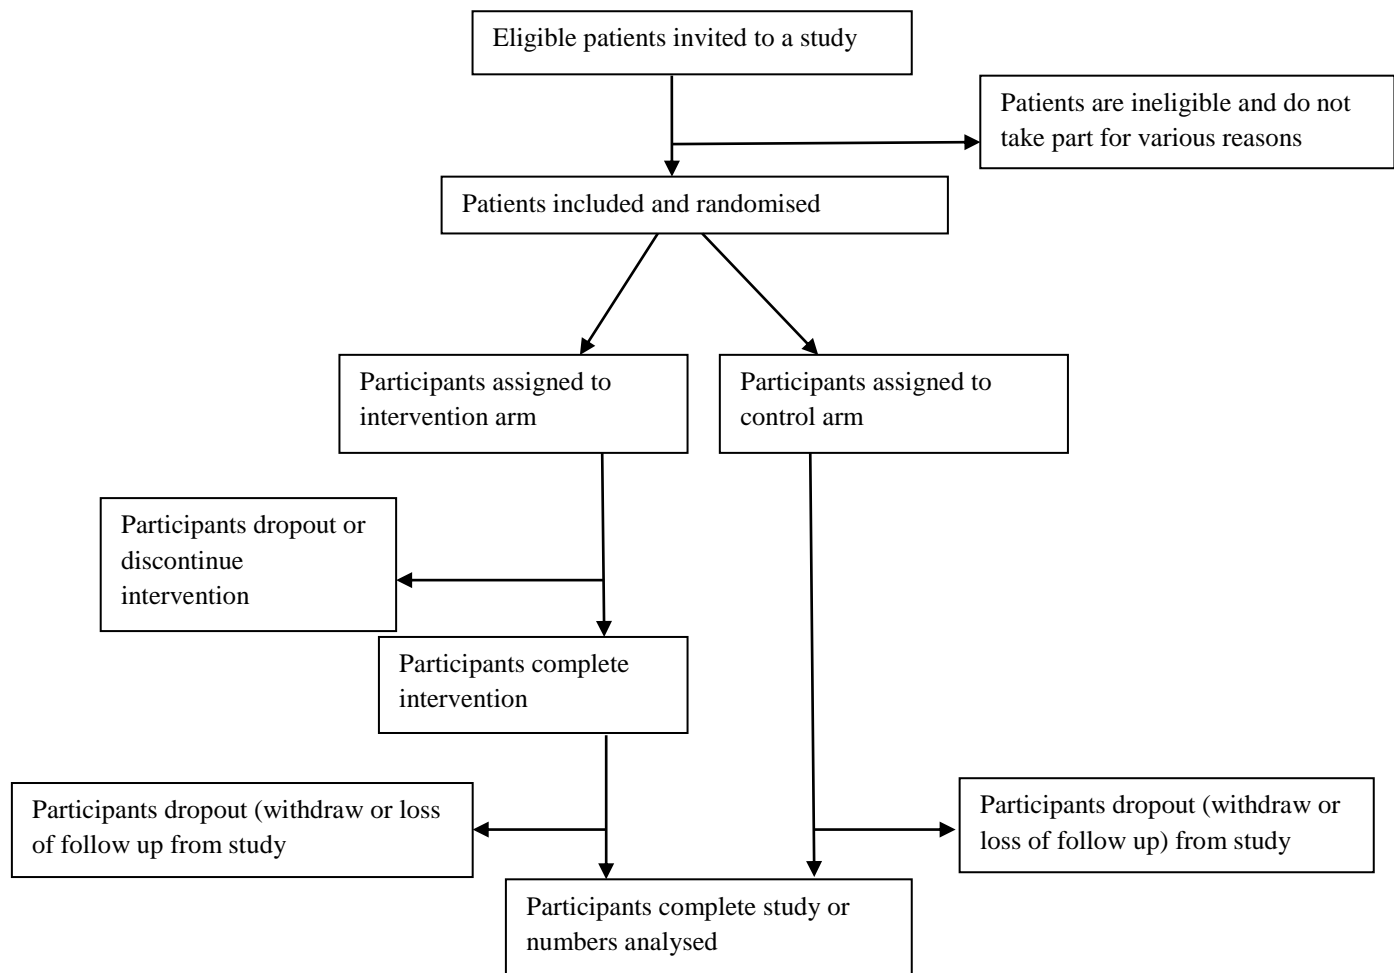 Eligible patients invited to a study
Patients are ineligible and do not
take part for various reasons
Patients included and randomised
Participants assigned to
intervention arm
Participants assigned to
control arm
Participants dropout or
discontinue
intervention
Participants complete
intervention
Participants dropout (withdraw or loss
of follow up from study
Participants dropout (withdraw or
loss of follow up) from study
Participants complete study or
numbers analysed